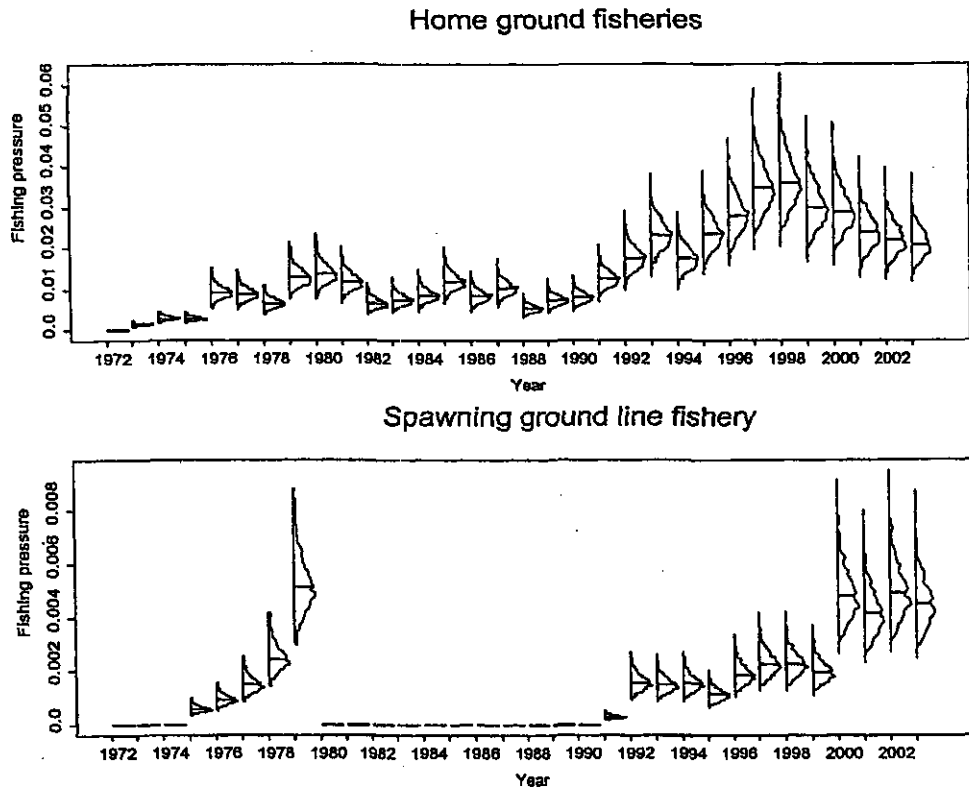 Home ground fisheries
Fishing pressure
0.0 0.01 0.02 0.03 0.04 0.05 0.06
1972 1974 1976 1978 1980 1982 1984 1986 1988 1990 1992 1994 1996 1998 2000 2002
Year
Spawning ground line fishery
Fishing pressure
0.0 0.002 0.004 0.006 0.008
1972 1974 1976 1978 1980 1982 1984 1986 1988 1990 1992 1994 1996 1998 2000 2002
Year